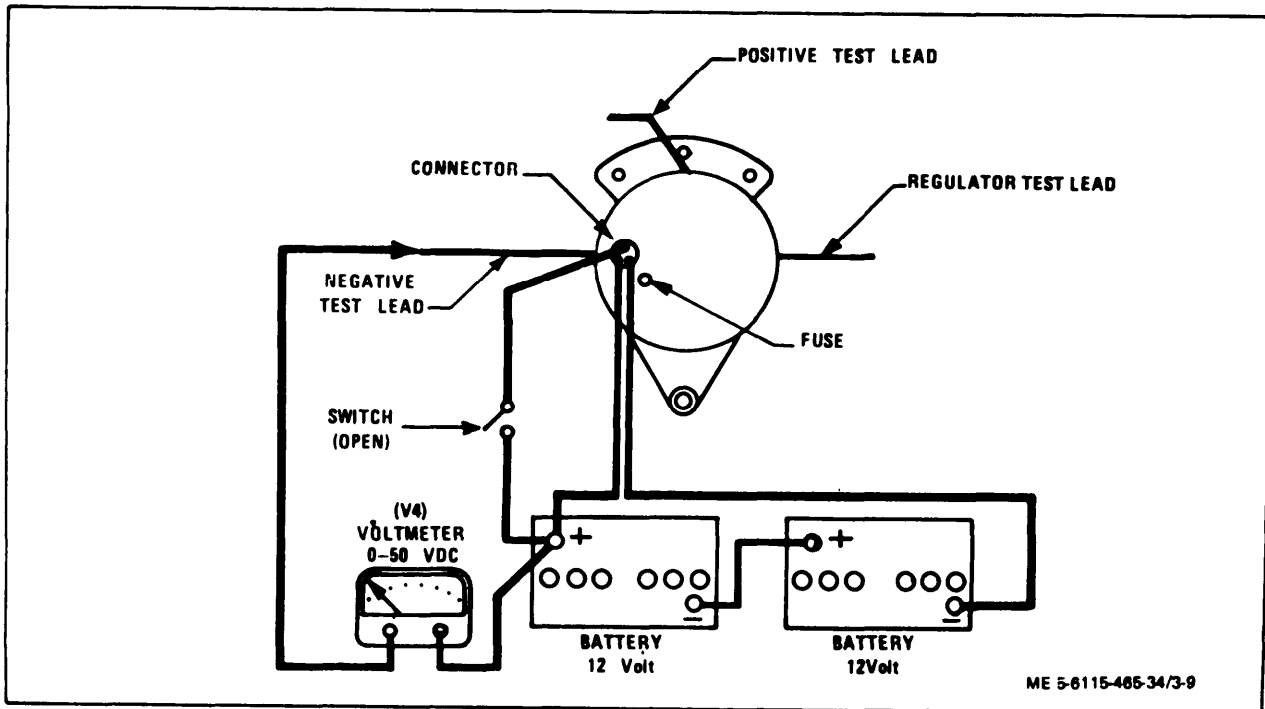 POSITIVE TEST LEAD
CONNECTOR
REGULATOR TEST LEAD
NEGATIVE
TEST LEAD
FUSE
SWITCH
(OPEN)
(V4)
VOLTMETER
0-50 VDC
+
+
−
−
BATTERY
12 Volt
BATTERY
12Volt
ME 5-6115-465-34/3-9